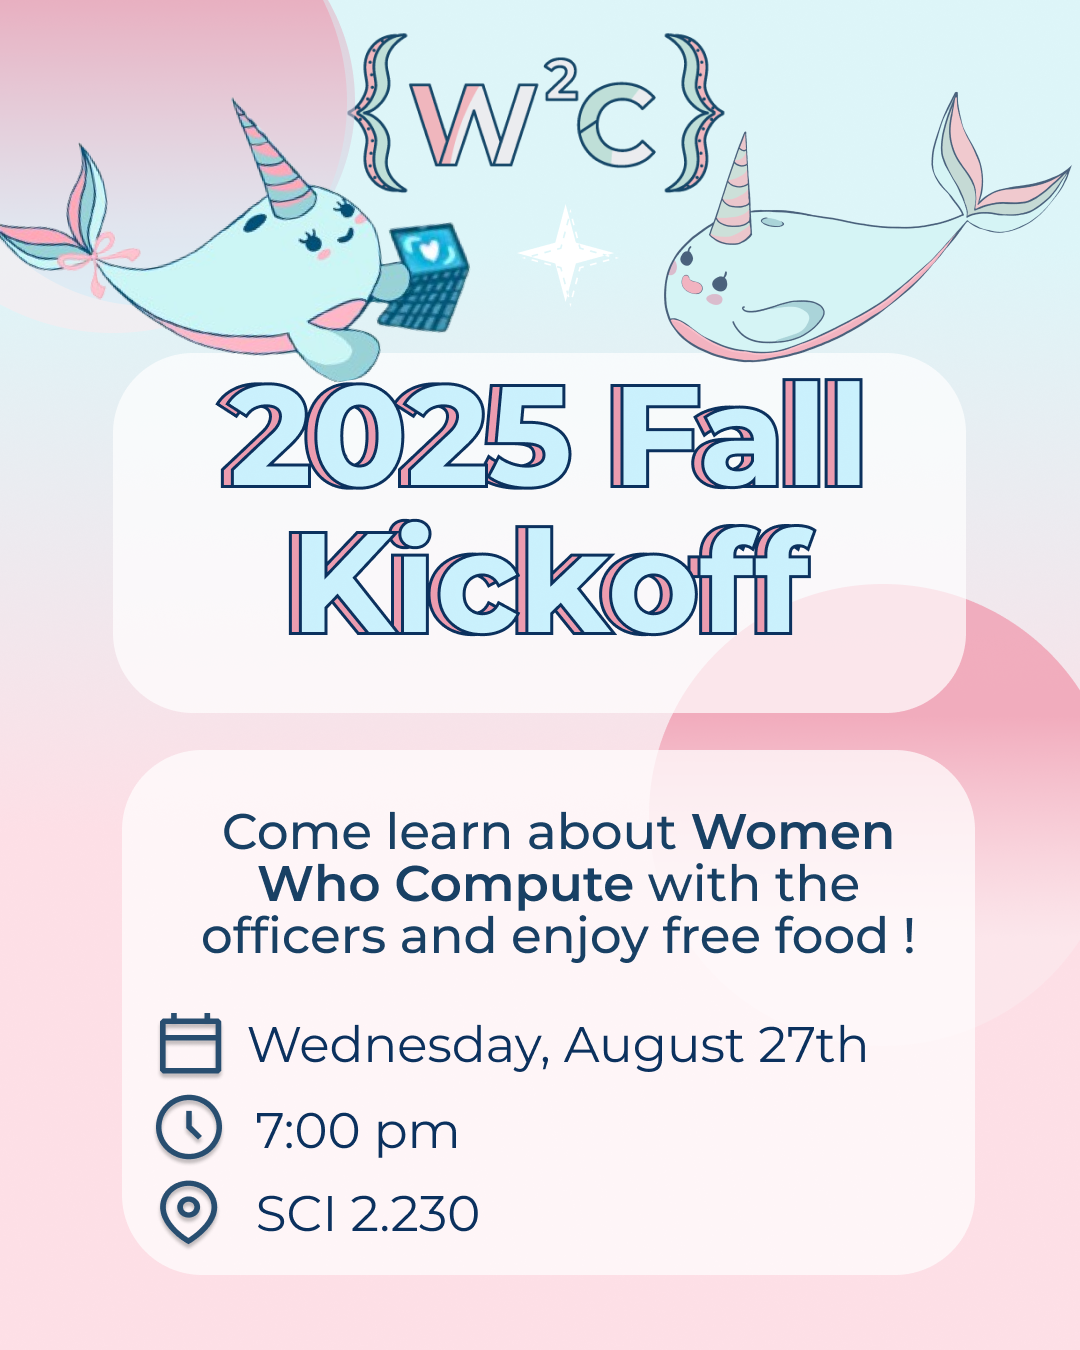 {W²C}
2025 Fall
Kickoff
Come learn about Women
Who Compute with the
officers and enjoy free food !
Wednesday, August 27th
7:00 pm
SCI 2.230